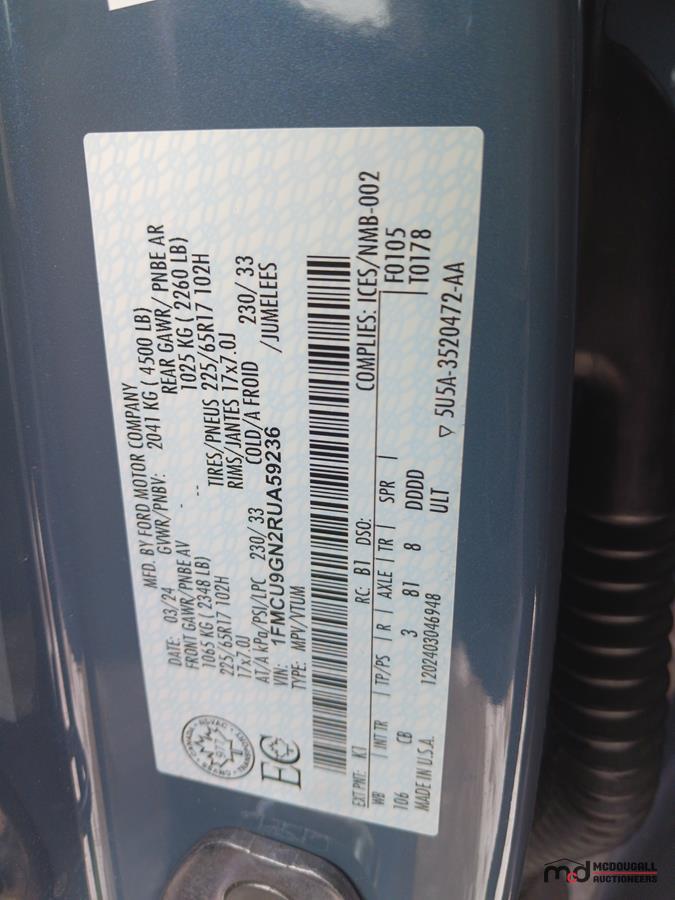 MFD. BY FORD MOTOR COMPANY
DATE: 03/24 GVWR/PNBV: 2041 KG ( 4500 LB)
FRONT GAWR/PNBE AV REAR GAWR/ PNBE AR
1065 KG ( 2348 LB) -- 1025 KG ( 2260 LB)
225/65R17 102H TIRES/PNEUS 225/65R17 102H
17x7.0J RIMS/JANTES 17x7.0J
AT/A kPa/PSI/LPC 230/ 33 COLD/A FROID 230/ 33
VIN: 1FMCU9GN2RUA59236 /JUMELEES
TYPE: MPV/VTUM
977
EC
EXT PNT: K1 RC: B1 DSO: COMPLIES: ICES/NMB-002
WB INT TR TP/PS R AXLE TR SPR F0105
106 CB 3 81 8 DDDD T0178
MADE IN U.S.A. 1202403046948 ULT 5U5A-3520472-AA
MCDOUGALL
AUCTIONEERS